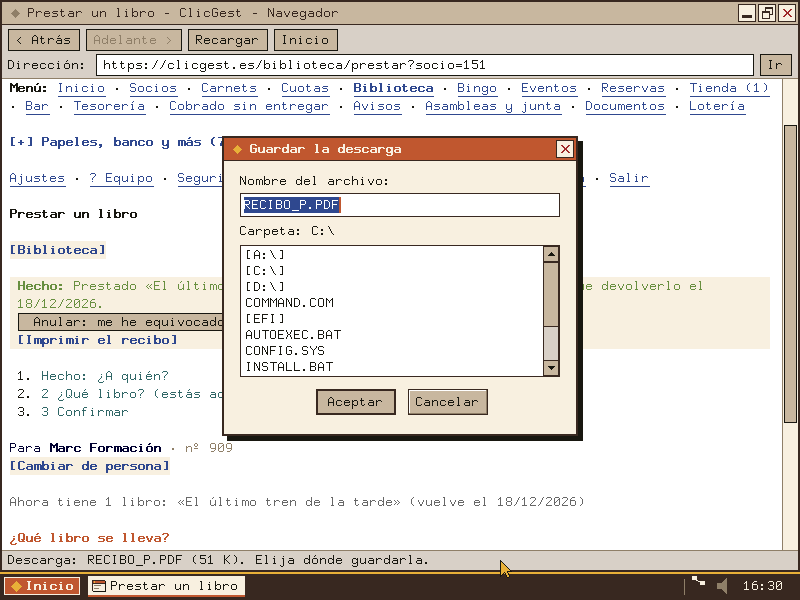 Prestar un libro - ClicGest - Navegador
< Atrás Adelante > Recargar Inicio
Dirección: https://clicgest.es/biblioteca/prestar?socio=151 Ir
Menú: Inicio · Socios · Carnets · Cuotas · Biblioteca · Bingo · Eventos · Reservas · Tienda (1)
· Bar · Tesorería · Cobrado sin entregar · Avisos · Asambleas y junta · Documentos · Lotería
[+] Papeles, banco y más (
Ajustes · ? Equipo · Seguri · Salir
Prestar un libro
[Biblioteca]
Hecho: Prestado «El último ue devolverlo el
18/12/2026.
Anular: me he equivocado
[Imprimir el recibo]
1. Hecho: ¿A quién?
2. 2 ¿Qué libro? (estás aq
3. 3 Confirmar
Para Marc Formación · nº 909
[Cambiar de persona]
Ahora tiene 1 libro: «El último tren de la tarde» (vuelve el 18/12/2026)
¿Qué libro se lleva?
Guardar la descarga
Nombre del archivo:
RECIBO_P.PDF
Carpeta: C:\
[A:\]
[C:\]
[D:\]
COMMAND.COM
[EFI]
AUTOEXEC.BAT
CONFIG.SYS
INSTALL.BAT
Aceptar Cancelar
Descarga: RECIBO_P.PDF (51 K). Elija dónde guardarla.
Inicio Prestar un libro 16:30